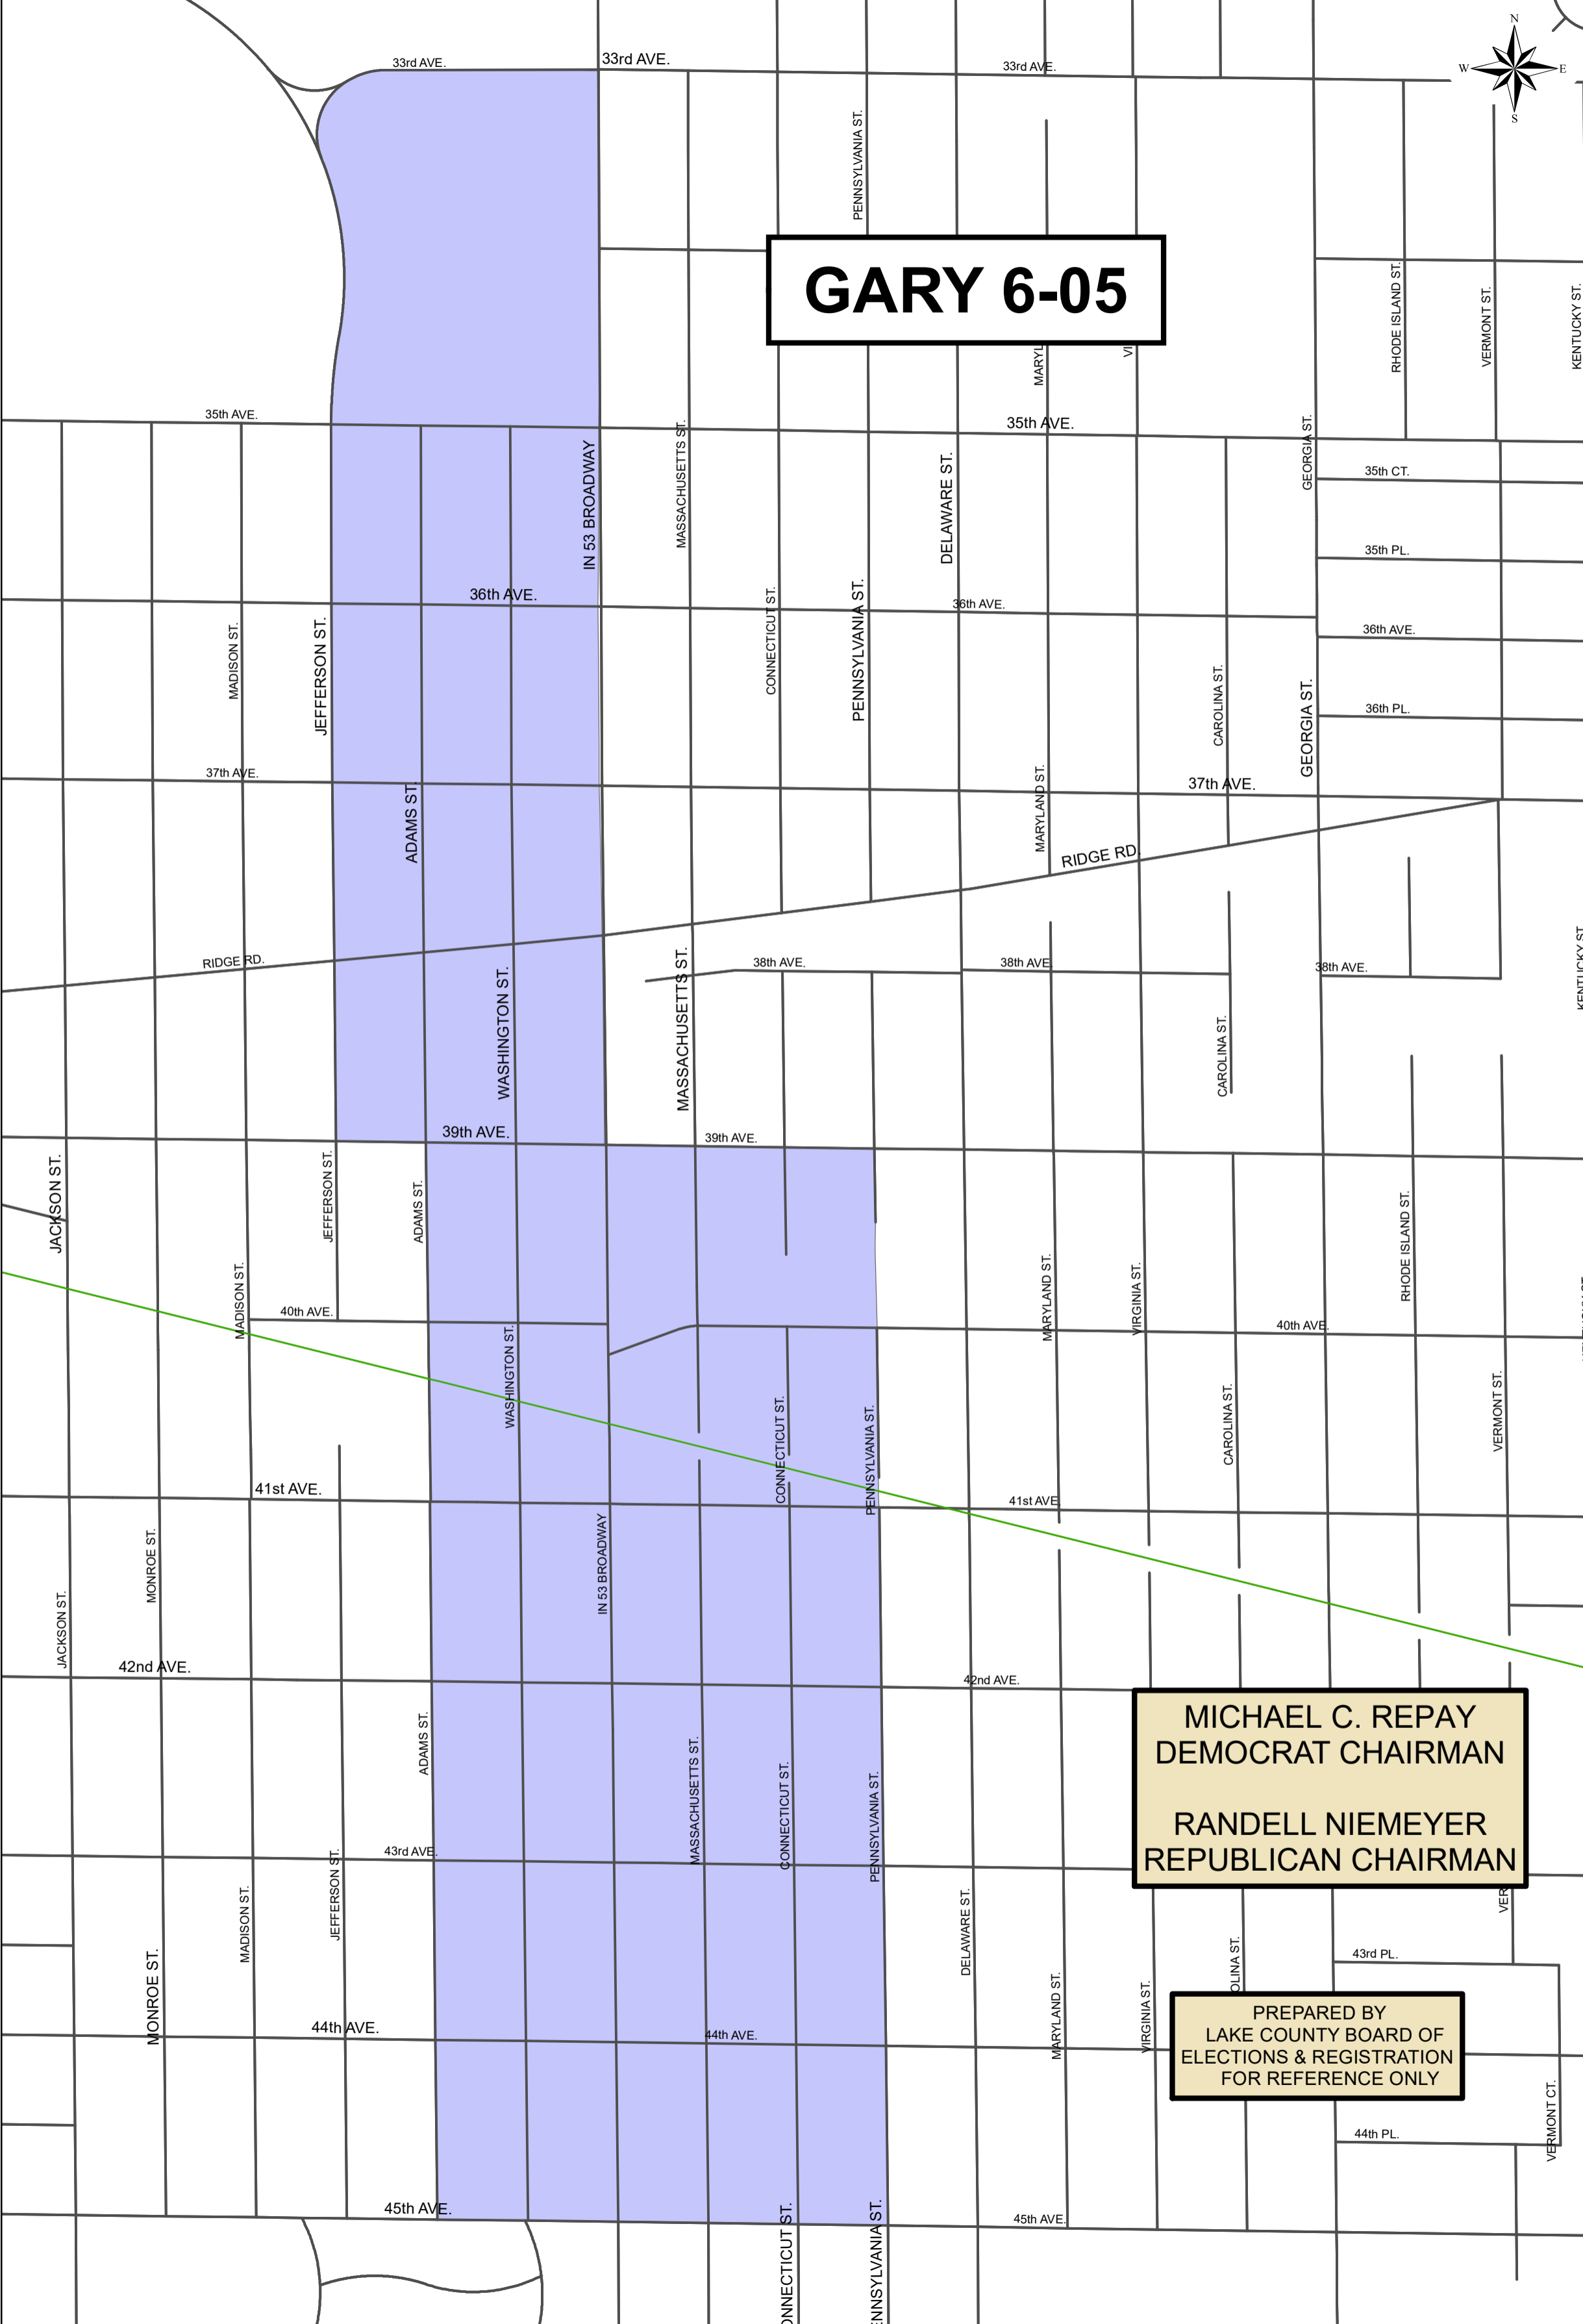 N
W
E
S
33rd AVE.
33rd AVE.
33rd AVE.
PENNSYLVANIA ST.
GARY 6-05
RHODE ISLAND ST.
VERMONT ST.
KENTUCKY ST.
35th AVE.
35th AVE.
IN 53 BROADWAY
MASSACHUSETTS ST.
DELAWARE ST.
GEORGIA ST.
35th CT.
35th PL.
36th AVE.
36th AVE.
36th AVE.
36th PL.
MADISON ST.
JEFFERSON ST.
CONNECTICUT ST.
PENNSYLVANIA ST.
CAROLINA ST.
GEORGIA ST.
37th AVE.
37th AVE.
ADAMS ST.
MARYLAND ST.
RIDGE RD.
RIDGE RD.
WASHINGTON ST.
MASSACHUSETTS ST.
38th AVE.
38th AVE.
38th AVE.
CAROLINA ST.
39th AVE.
39th AVE.
JACKSON ST.
JEFFERSON ST.
ADAMS ST.
MADISON ST.
MARYLAND ST.
VIRGINIA ST.
RHODE ISLAND ST.
40th AVE.
40th AVE.
WASHINGTON ST.
CONNECTICUT ST.
PENNSYLVANIA ST.
CAROLINA ST.
VERMONT ST.
41st AVE.
41st AVE.
IN 53 BROADWAY
MONROE ST.
JACKSON ST.
42nd AVE.
42nd AVE.
ADAMS ST.
MASSACHUSETTS ST.
CONNECTICUT ST.
PENNSYLVANIA ST.
MICHAEL C. REPAY
DEMOCRAT CHAIRMAN
RANDELL NIEMEYER
REPUBLICAN CHAIRMAN
43rd AVE.
JEFFERSON ST.
MADISON ST.
MONROE ST.
DELAWARE ST.
MARYLAND ST.
VIRGINIA ST.
43rd PL.
44th AVE.
44th AVE.
PREPARED BY
LAKE COUNTY BOARD OF
ELECTIONS & REGISTRATION
FOR REFERENCE ONLY
44th PL.
VERMONT CT.
45th AVE.
45th AVE.